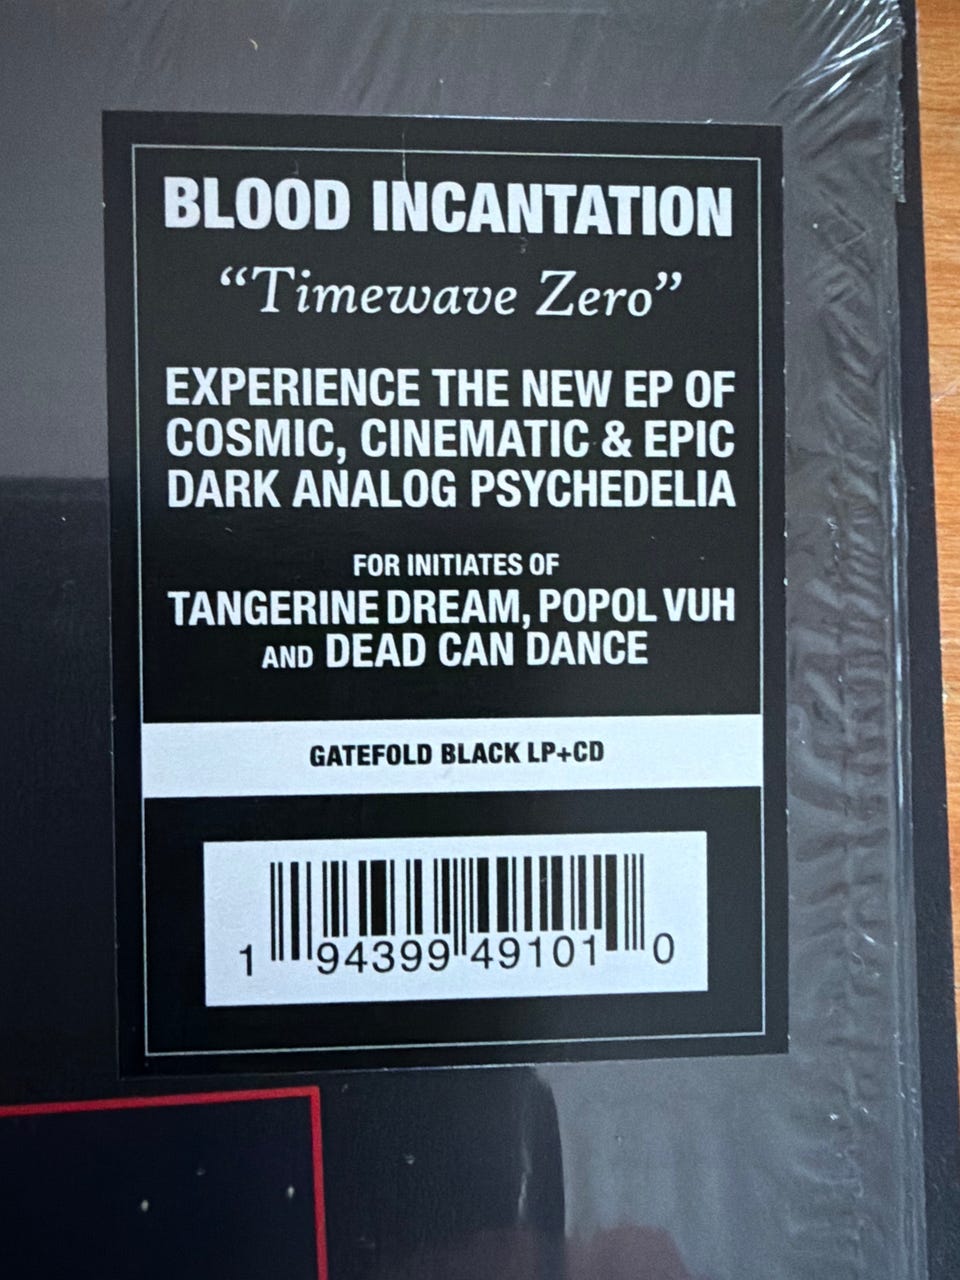 BLOOD INCANTATION
“Timewave Zero”
EXPERIENCE THE NEW EP OF
COSMIC, CINEMATIC & EPIC
DARK ANALOG PSYCHEDELIA
FOR INITIATES OF
TANGERINE DREAM, POPOL VUH
AND DEAD CAN DANCE
GATEFOLD BLACK LP+CD
1 94399 49101 0